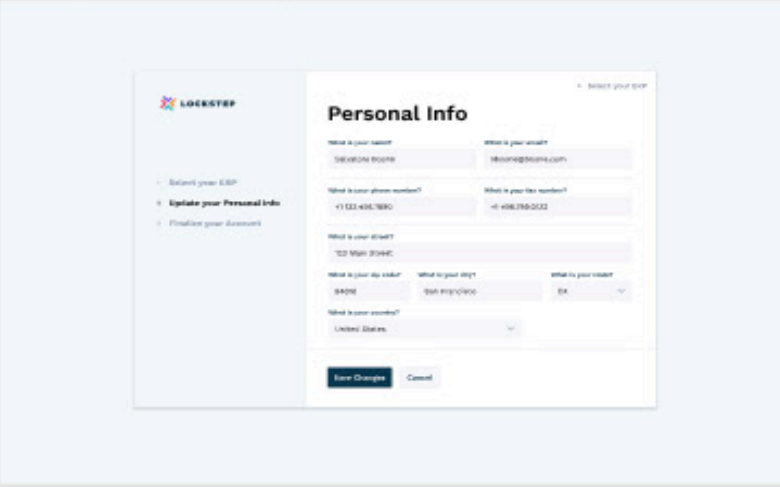 Select your ERP
LOCKSTEP
Personal Info
What is your name?
What is your email?
Salvatore Boone
What is your phone number?
What is your fax number?
Select your ERP
Update your Personal Info
Finalize your Account
What is your street?
123 Main Street
What is your zip code?
What is your city?
What is your state?
San Francisco
CA
What is your country?
United States
Save Changes
Cancel